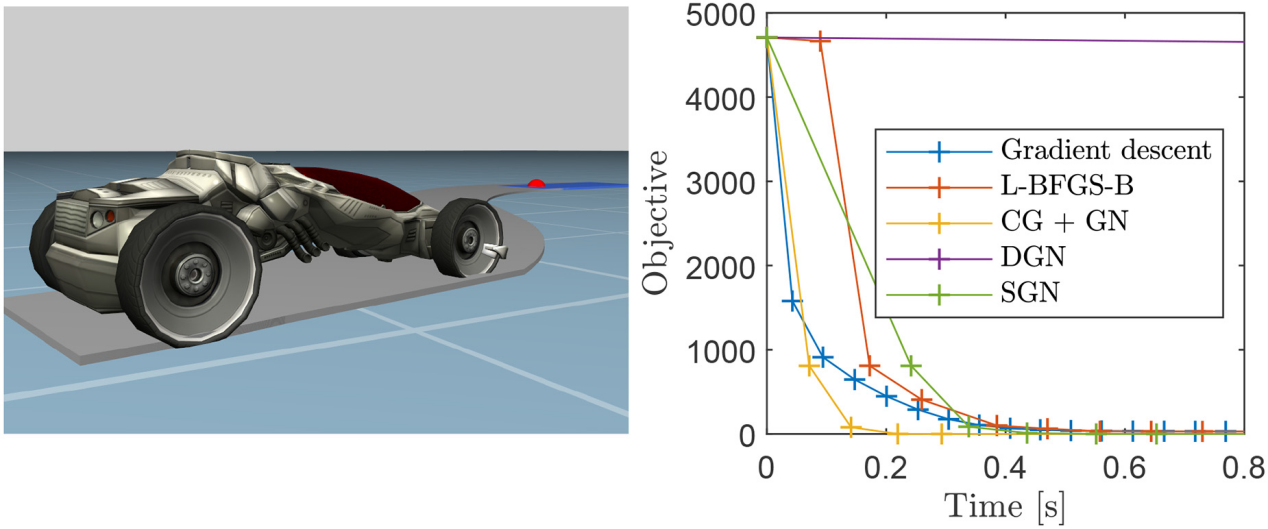 5000
4000
3000
2000
1000
0
Objective
Gradient descent
L-BFGS-B
CG + GN
DGN
SGN
0
0.2
0.4
0.6
0.8
Time [s]